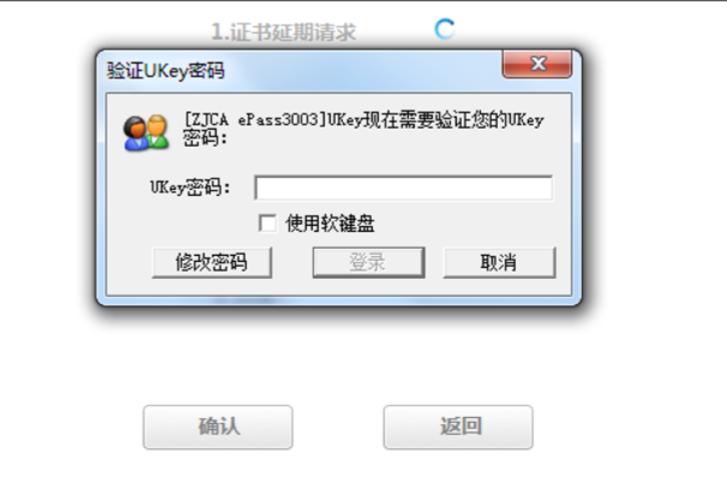 1.证书延期请求
验证UKey密码
[ZJCA ePass3003]UKey现在需要验证您的UKey
密码：
UKey密码：
使用软键盘
修改密码 登录 取消
确认 返回